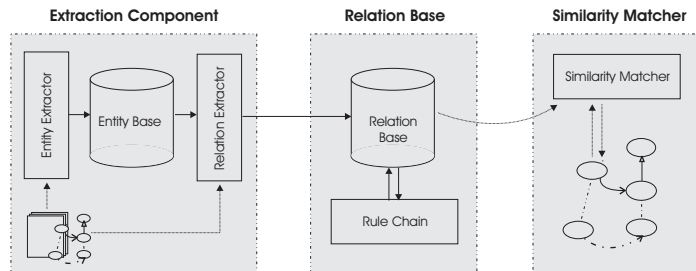 Extraction Component
Relation Base
Similarity Matcher
Entity Extractor
Entity Base
Relation Extractor
Relation
Base
Rule Chain
Similarity Matcher